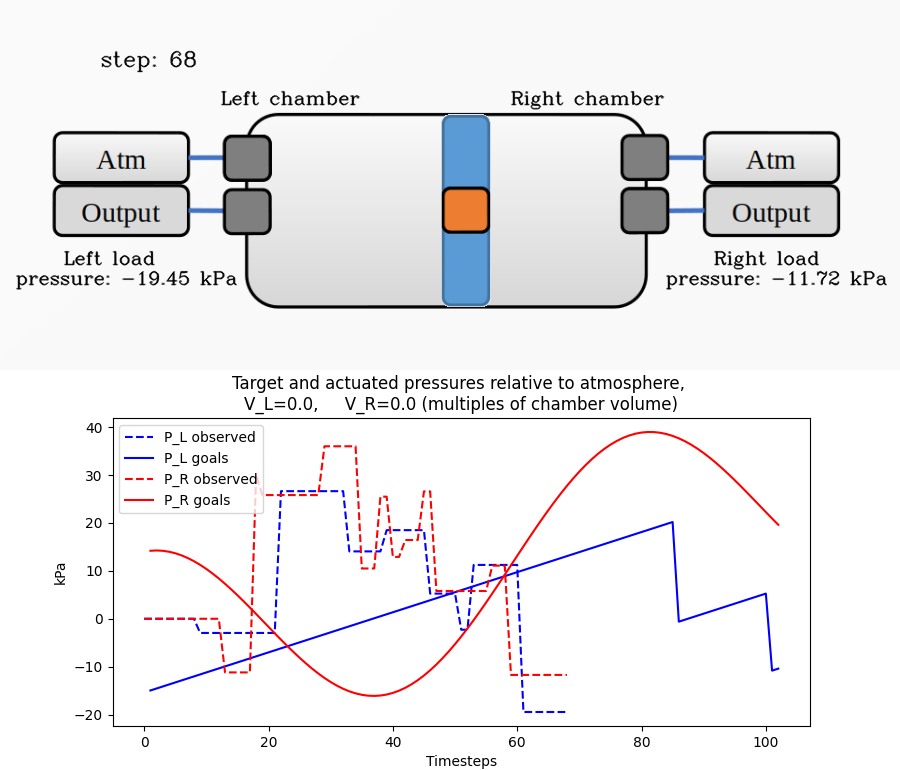 step: 68
Left chamber
Right chamber
Atm
Atm
Output
Output
Left load
pressure: −19.45 kPa
Right load
pressure: −11.72 kPa
Target and actuated pressures relative to atmosphere,
V_L=0.0, V_R=0.0 (multiples of chamber volume)
P_L observed
P_L goals
P_R observed
P_R goals
40
30
20
10
0
−10
−20
kPa
0
20
40
60
80
100
Timesteps